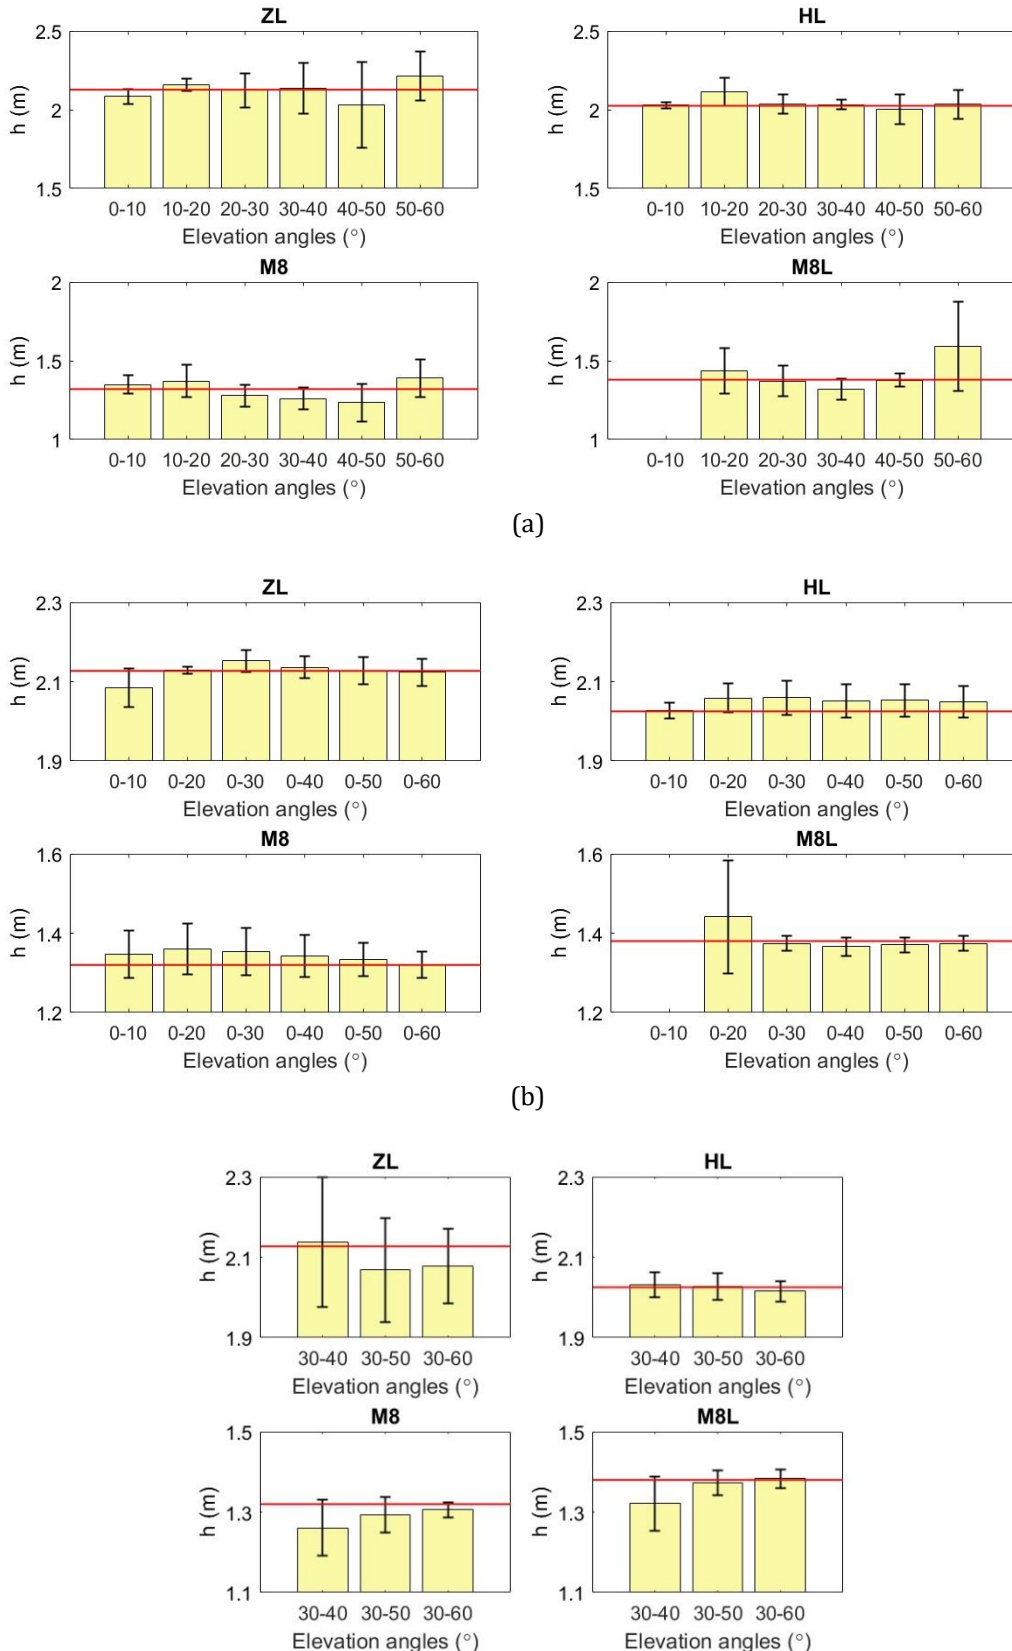 ZL
HL
2.5
2
1.5
h (m)
0-10 10-20 20-30 30-40 40-50 50-60
Elevation angles (°)
2.5
2
1.5
h (m)
0-10 10-20 20-30 30-40 40-50 50-60
Elevation angles (°)
M8
M8L
2
1.5
1
h (m)
0-10 10-20 20-30 30-40 40-50 50-60
Elevation angles (°)
2
1.5
1
h (m)
0-10 10-20 20-30 30-40 40-50 50-60
Elevation angles (°)
(a)
ZL
HL
2.3
2.1
1.9
h (m)
0-10 0-20 0-30 0-40 0-50 0-60
Elevation angles (°)
2.3
2.1
1.9
h (m)
0-10 0-20 0-30 0-40 0-50 0-60
Elevation angles (°)
M8
M8L
1.6
1.4
1.2
h (m)
0-10 0-20 0-30 0-40 0-50 0-60
Elevation angles (°)
1.6
1.4
1.2
h (m)
0-10 0-20 0-30 0-40 0-50 0-60
Elevation angles (°)
(b)
ZL
HL
2.3
2.1
1.9
h (m)
30-40 30-50 30-60
Elevation angles (°)
2.3
2.1
1.9
h (m)
30-40 30-50 30-60
Elevation angles (°)
M8
M8L
1.5
1.3
1.1
h (m)
30-40 30-50 30-60
Elevation angles (°)
1.5
1.3
1.1
h (m)
30-40 30-50 30-60
Elevation angles (°)